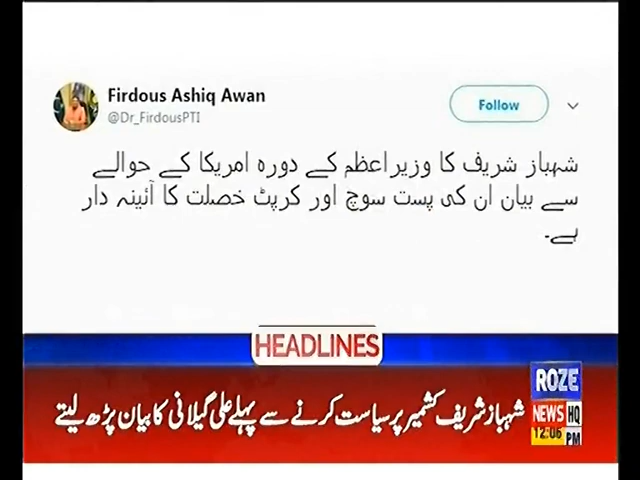 Firdous Ashiq Awan
@Dr_FirdousPTI
Follow
شہباز شریف کا وزیراعظم کے دورہ امریکا کے حوالے
سے بیان ان کی پست سوچ اور کرپٹ خصلت کا آئینہ دار
ہے۔
HEADLINES
شہباز شریف کشمیر پر سیاست کرنے سے پہلے علی گیلانی کا بیان پڑھ لیتے
ROZE
NEWS HQ
12:06 PM